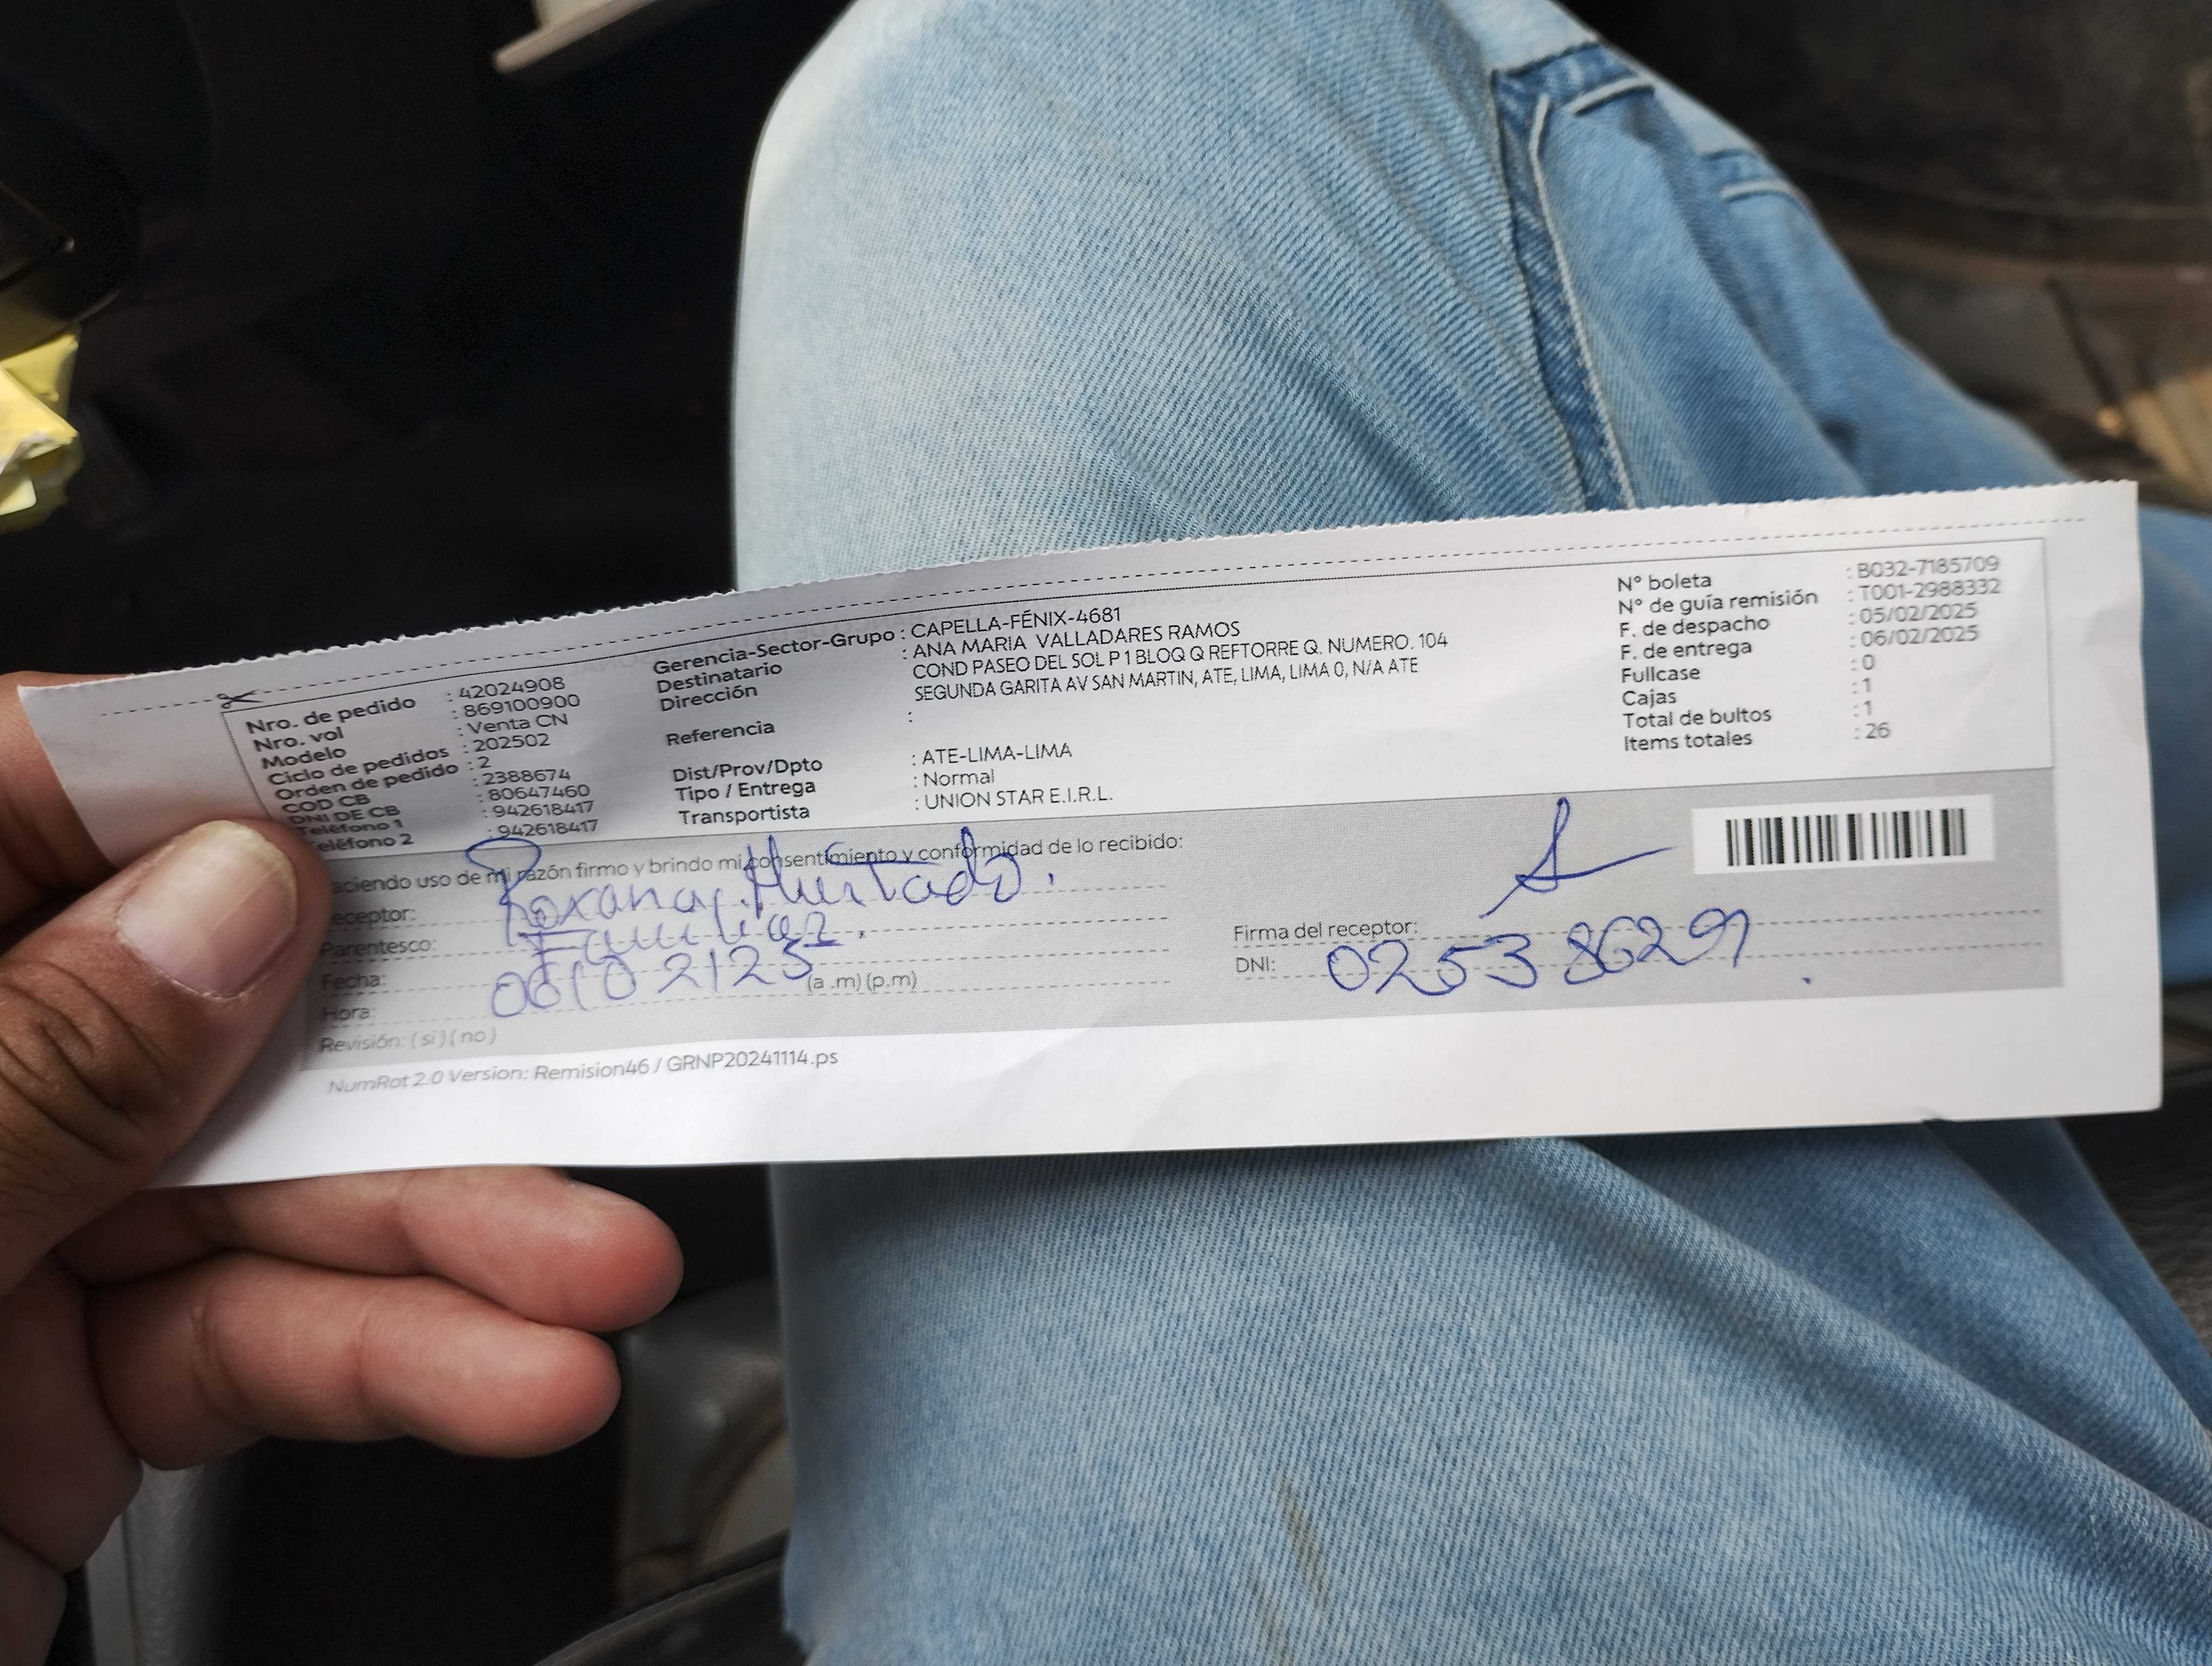 Nro. de pedido : 42024908
Nro. vol : 869100900
Modelo : Venta CN
Ciclo de pedidos : 202502
Orden de pedido : 2
COD CB : 2388674
DNI DE CB : 80647460
Teléfono 1 : 942618417
eléfono 2 : 942618417
Gerencia-Sector-Grupo : CAPELLA-FÉNIX-4681
Destinatario : ANA MARIA VALLADARES RAMOS
Dirección COND PASEO DEL SOL P 1 BLOQ Q REFTORRE Q. NUMERO. 104
SEGUNDA GARITA AV SAN MARTIN, ATE, LIMA, LIMA 0, N/A ATE
Referencia :
Dist/Prov/Dpto : ATE-LIMA-LIMA
Tipo / Entrega : Normal
Transportista : UNION STAR E.I.R.L.
N° boleta : B032-7185709
N° de guía remisión : T001-2988332
F. de despacho : 05/02/2025
F. de entrega : 06/02/2025
Fullcase : 0
Cajas : 1
Total de bultos : 1
Items totales : 26
aciendo uso de mi razón firmo y brindo mi consentimiento y conformidad de lo recibido:
eceptor: Roxana Hurtado.
Parentesco: Familiar.
Fecha: 06/02/25
Hora: (a .m) (p.m)
Revisión: ( si ) ( no )
Firma del receptor:
DNI:
NumRot 2.0 Version: Remision46 / GRNP20241114.ps